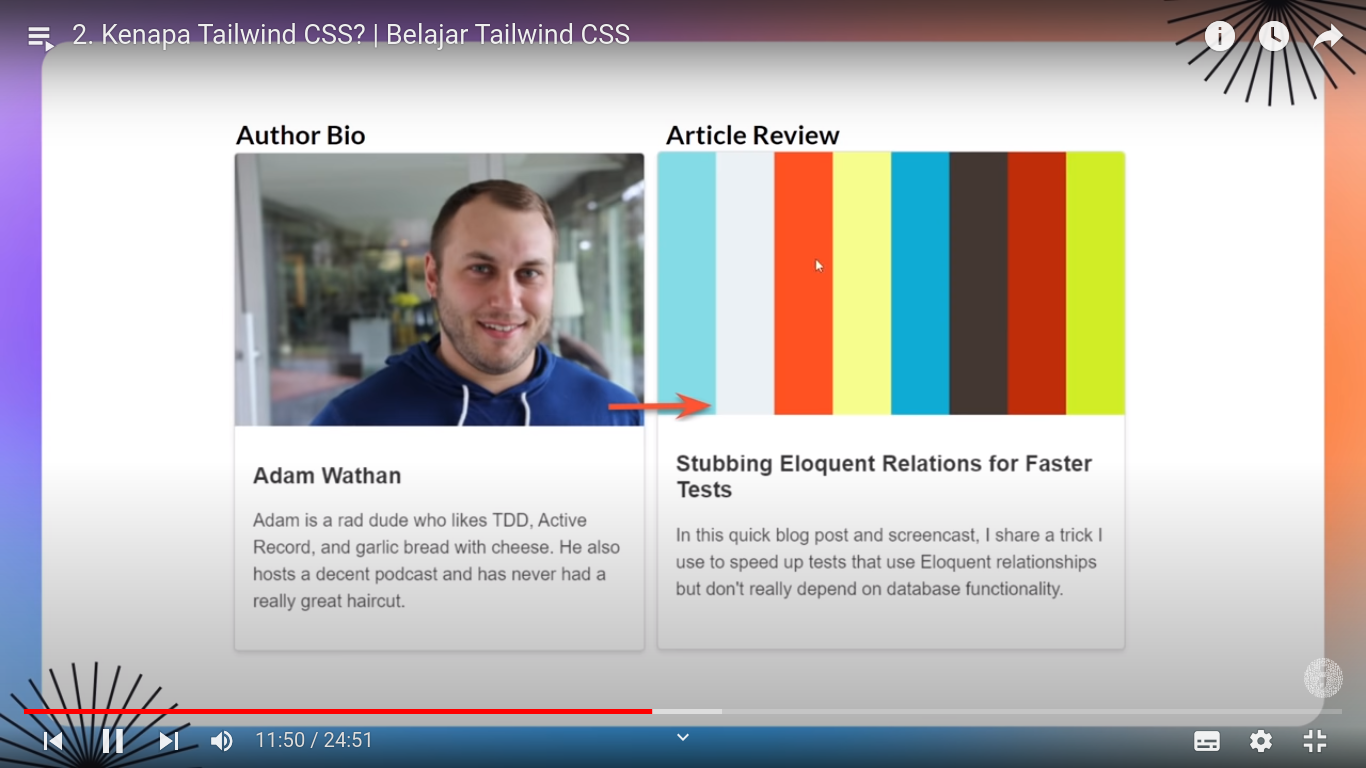 2. Kenapa Tailwind CSS? | Belajar Tailwind CSS
Author Bio
Adam Wathan
Adam is a rad dude who likes TDD, Active
Record, and garlic bread with cheese. He also
hosts a decent podcast and has never had a
really great haircut.
Article Review
Stubbing Eloquent Relations for Faster
Tests
In this quick blog post and screencast, I share a trick I
use to speed up tests that use Eloquent relationships
but don't really depend on database functionality.
11:50 / 24:51